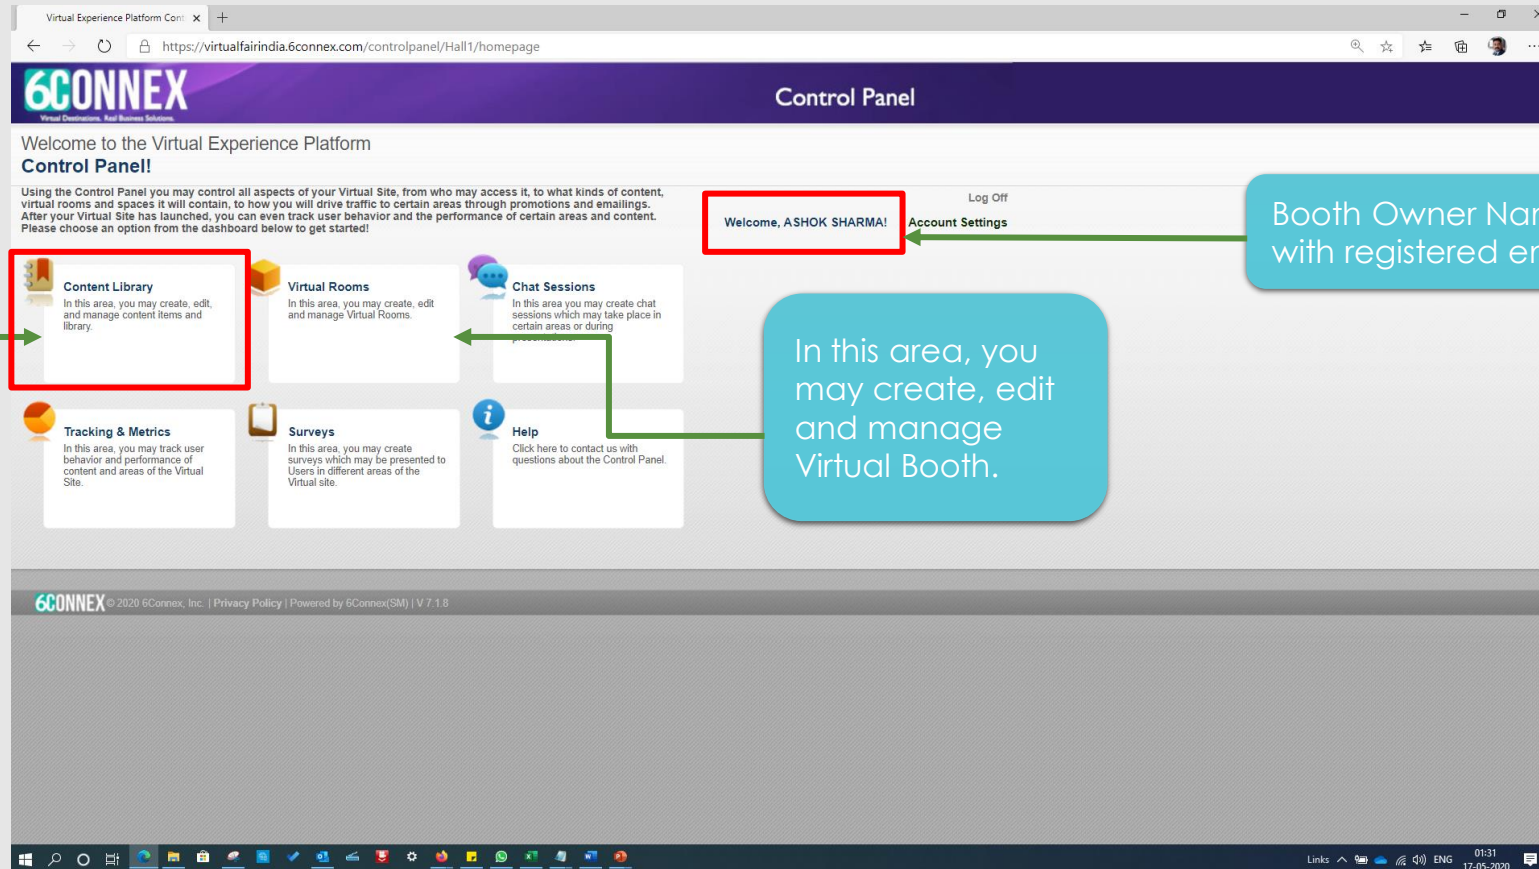 Virtual Experience Platform Cont
https://virtualfairindia.6connex.com/controlpanel/Hall1/homepage
6CONNEX
Virtual Destinations. Real Business Solutions.
Control Panel
Welcome to the Virtual Experience Platform
Control Panel!
Using the Control Panel you may control all aspects of your Virtual Site, from who may access it, to what kinds of content,
virtual rooms and spaces it will contain, to how you will drive traffic to certain areas through promotions and emailings.
After your Virtual Site has launched, you can even track user behavior and the performance of certain areas and content.
Please choose an option from the dashboard below to get started!
Log Off
Welcome, ASHOK SHARMA!
Account Settings
Booth Owner Nar
with registered er
Content Library
In this area, you may create, edit,
and manage content items and
library.
Virtual Rooms
In this area, you may create, edit
and manage Virtual Rooms.
Chat Sessions
In this area you may create chat
sessions which may take place in
certain areas or during
presentations.
In this area, you
may create, edit
and manage
Virtual Booth.
Tracking & Metrics
In this area, you may track user
behavior and performance of
content and areas of the Virtual
Site.
Surveys
In this area, you may create
surveys which may be presented to
Users in different areas of the
Virtual site.
Help
Click here to contact us with
questions about the Control Panel.
6CONNEX © 2020 6Connex, Inc. | Privacy Policy | Powered by 6Connex(SM) | V 7.1.8
Links
ENG
01:31
17-05-2020